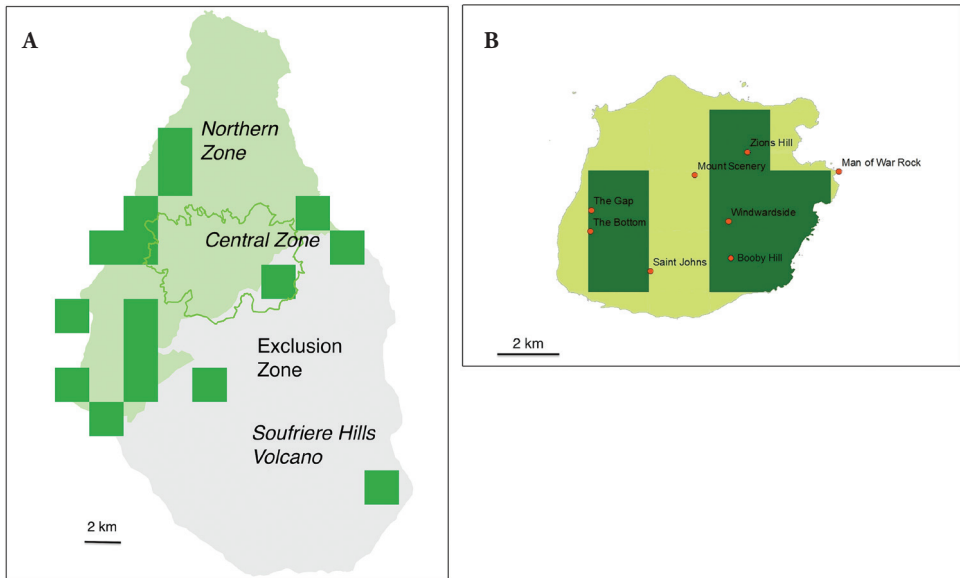 A
Northern
Zone
Central Zone
Exclusion
Zone
Soufriere Hills
Volcano
2 km
B
Zions Hill
Man of War Rock
Mount Scenery
The Gap
Windwardside
The Bottom
Booby Hill
Saint Johns
2 km